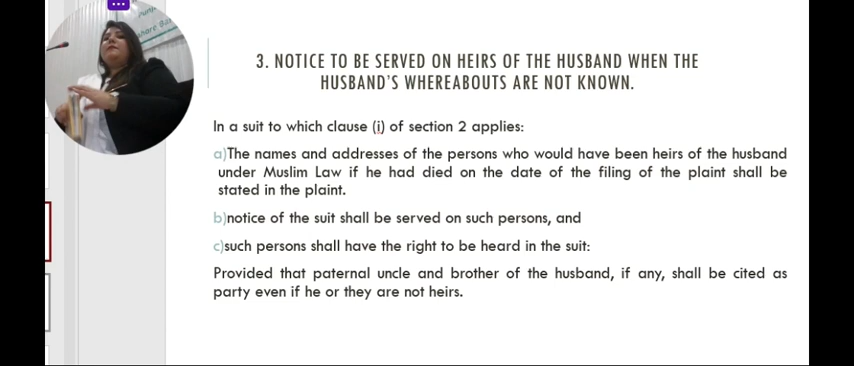 share Ba
3. NOTICE TO BE SERVED ON HEIRS OF THE HUSBAND WHEN THE
HUSBAND'S WHEREABOUTS ARE NOT KNOWN.
In a suit to which clause (i) of section 2 applies:
a)The names and addresses of the persons who would have been heirs of the husband
under Muslim Law if he had died on the date of the filing of the plaint shall be
stated in the plaint.
b)notice of the suit shall be served on such persons, and
c)such persons shall have the right to be heard in the suit:
Provided that paternal uncle and brother of the husband, if any, shall be cited as
party even if he or they are not heirs.